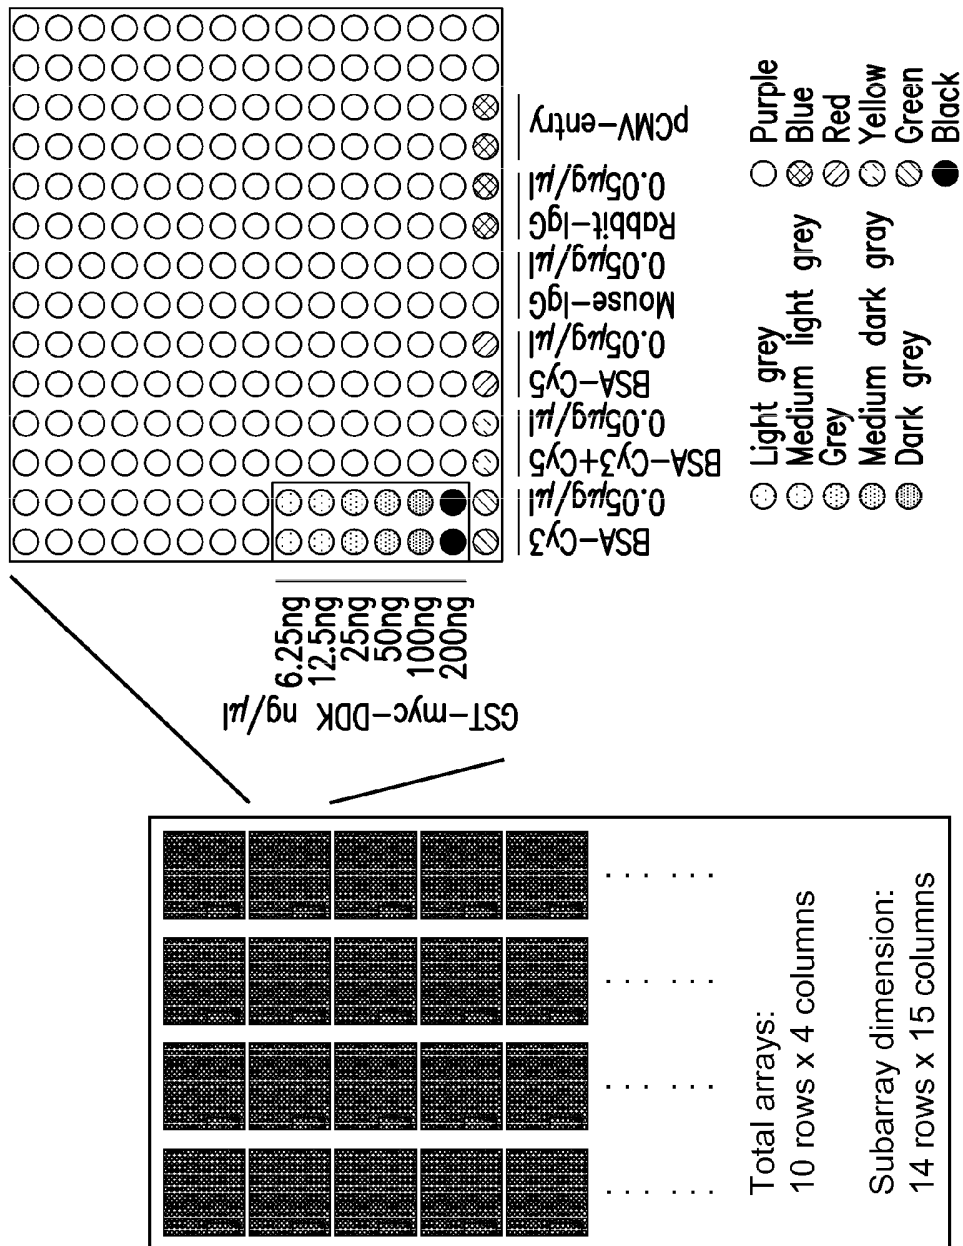 6.25ng
12.5ng
25ng
50ng
100ng
200ng
GST-myc-DDK ng/µl
BSA-Cy3
0.05µg/µl
BSA-Cy3+Cy5
0.05µg/µl
BSA-Cy5
0.05µg/µl
Mouse-IgG
0.05µg/µl
Rabbit-IgG
0.05µg/µl
pCMV-entry
Light grey
Medium light grey
Grey
Medium dark gray
Dark grey
Purple
Blue
Red
Yellow
Green
Black
. . . . . .
. . . . . .
. . . . . .
. . . . . .
Total arrays:
10 rows x 4 columns
Subarray dimension:
14 rows x 15 columns